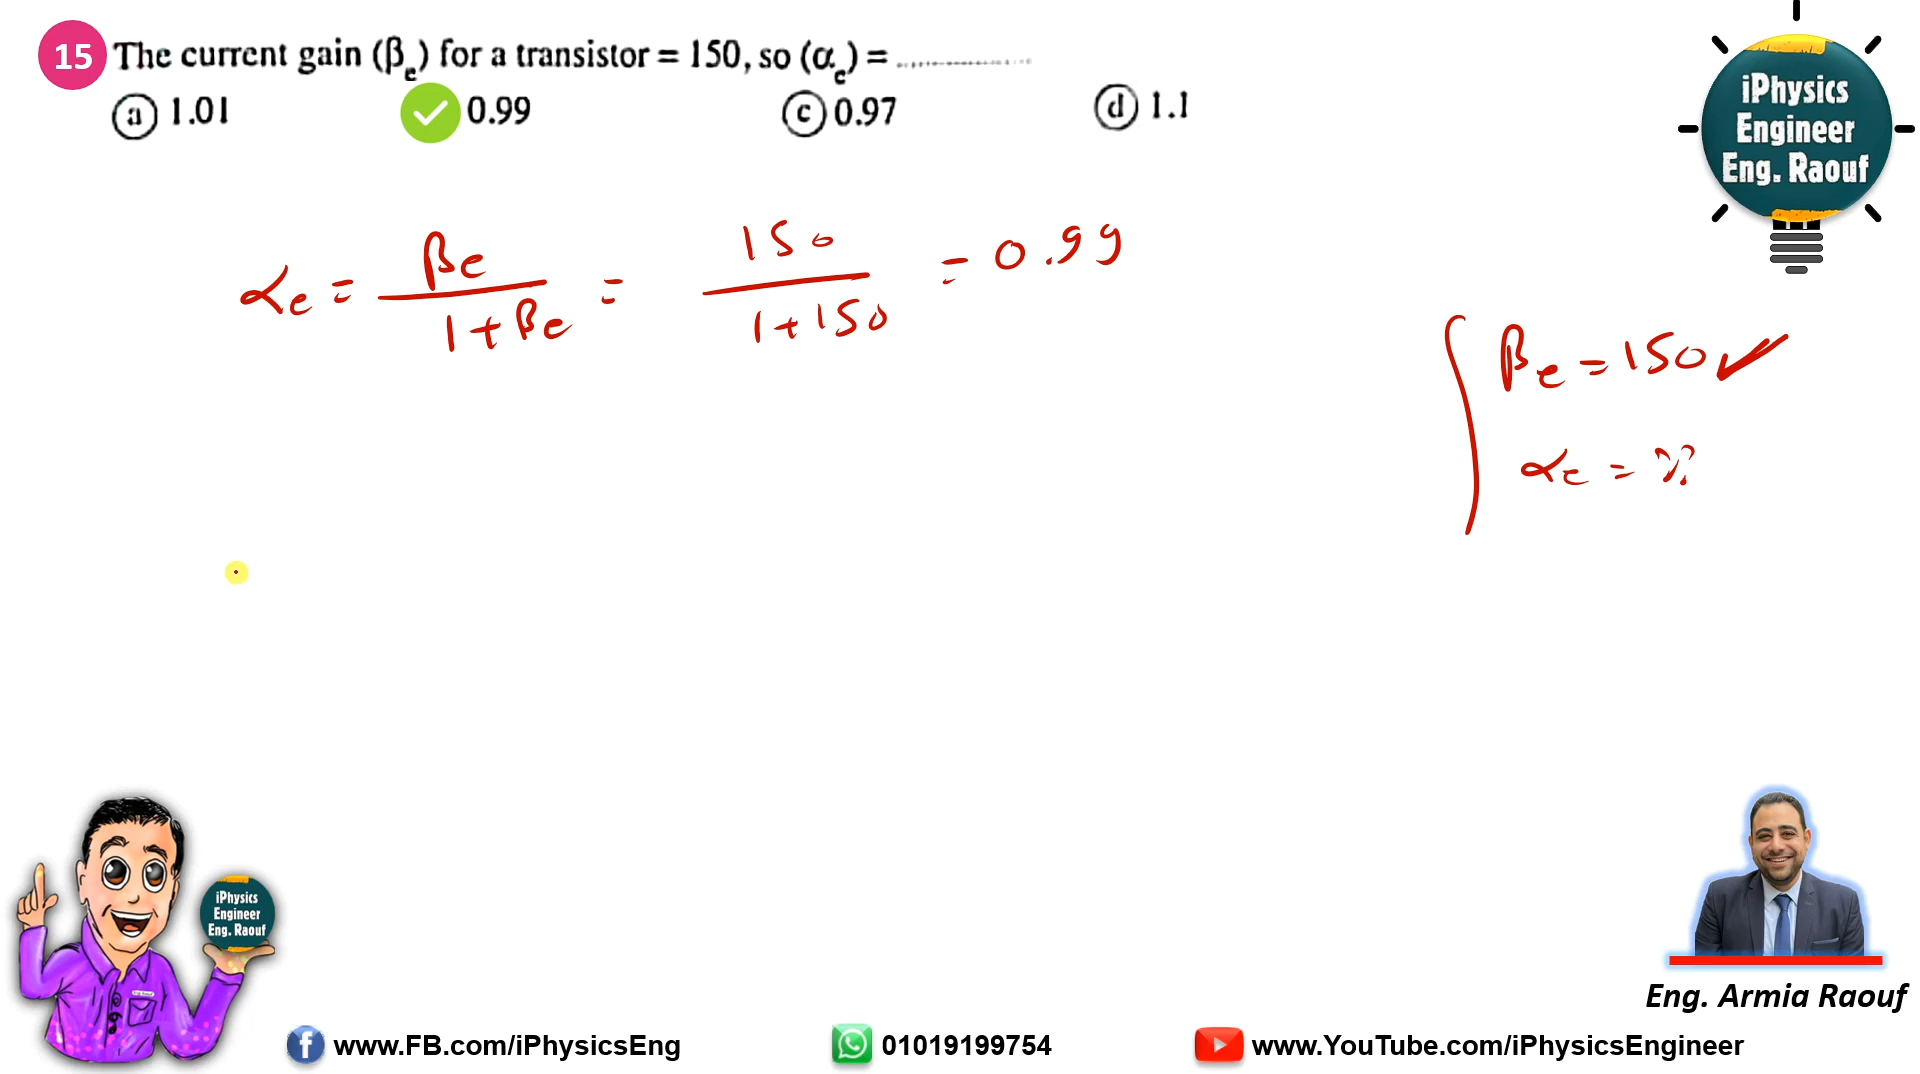 15 The current gain (βe) for a transistor = 150, so (αe) = ...............
a 1.01
0.99
c 0.97
d 1.1
iPhysics
Engineer
Eng. Raouf
αe = βe / 1+βe = 150 / 1+150 = 0.99
βe = 150 ✓
αe = ??
iPhysics
Engineer
Eng. Raouf
Eng. Armia Raouf
www.FB.com/iPhysicsEng
01019199754
www.YouTube.com/iPhysicsEngineer